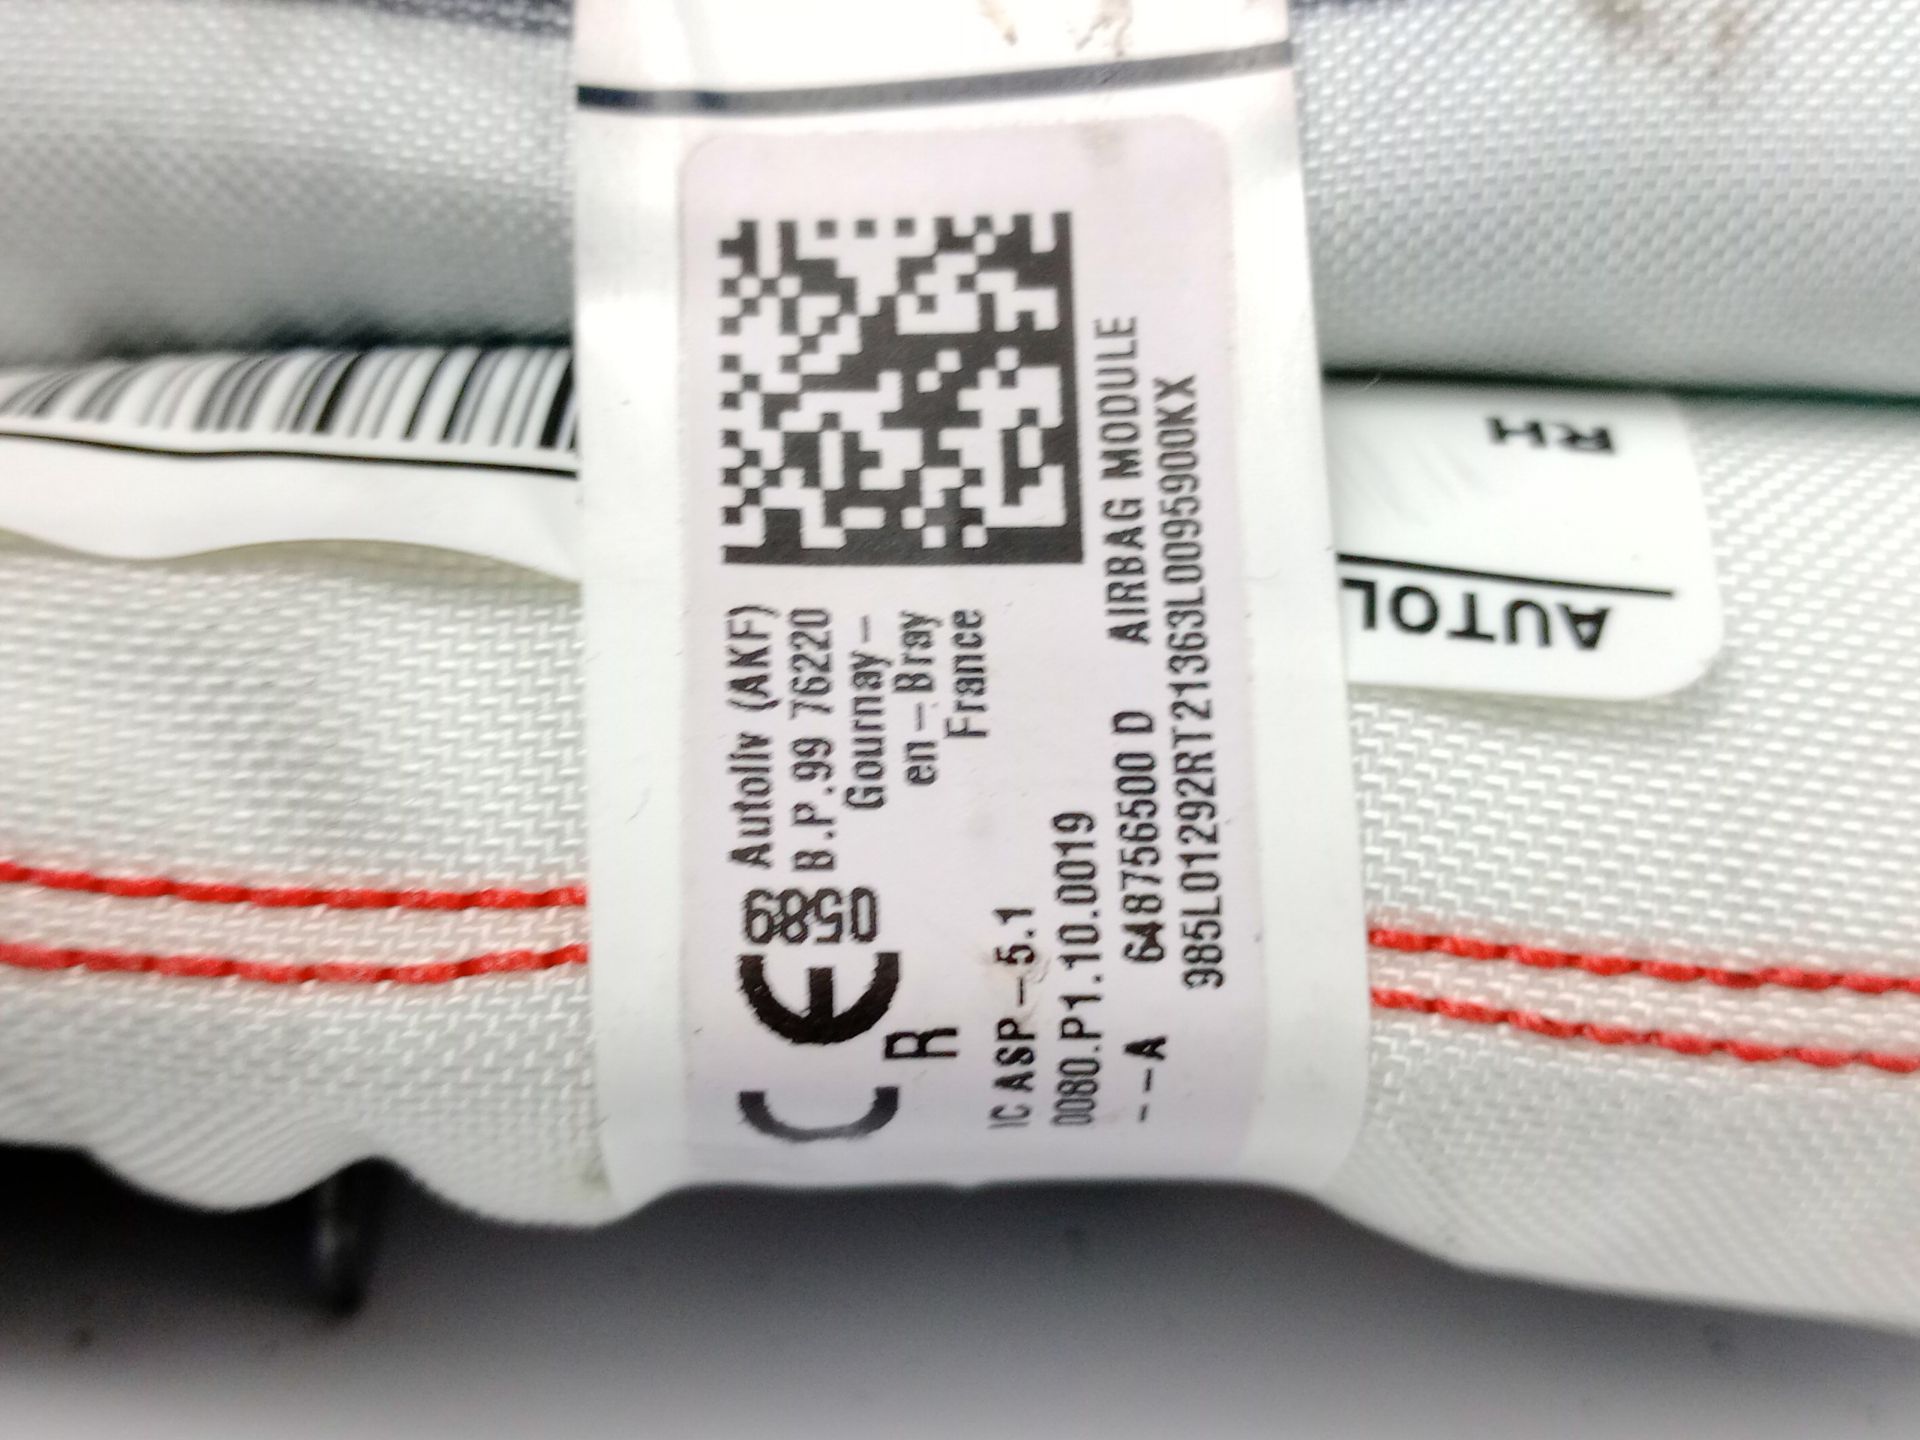 CE 0589
R
Autoliv (AKF)
B.P.99 76220
Gournay-
en-Bray
France
IC ASP-5.1
0080.P1.10.0019
--A 648756500 D AIRBAG MODULE
985L01292RT21363L0095900KX
RH